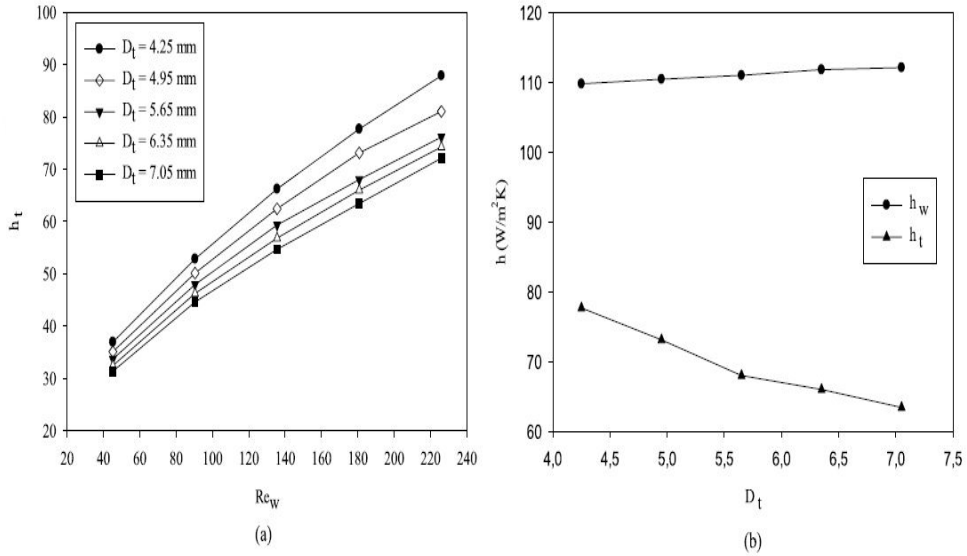 100
90
80
70
60
50
40
30
20
h t
D t = 4.25 mm
D t = 4.95 mm
D t = 5.65 mm
D t = 6.35 mm
D t = 7.05 mm
20 40 60 80 100 120 140 160 180 200 220 240
Re w
(a)
120
110
100
90
80
70
60
h (W/m²K)
h w
h t
4,0 4,5 5,0 5,5 6,0 6,5 7,0 7,5
D t
(b)